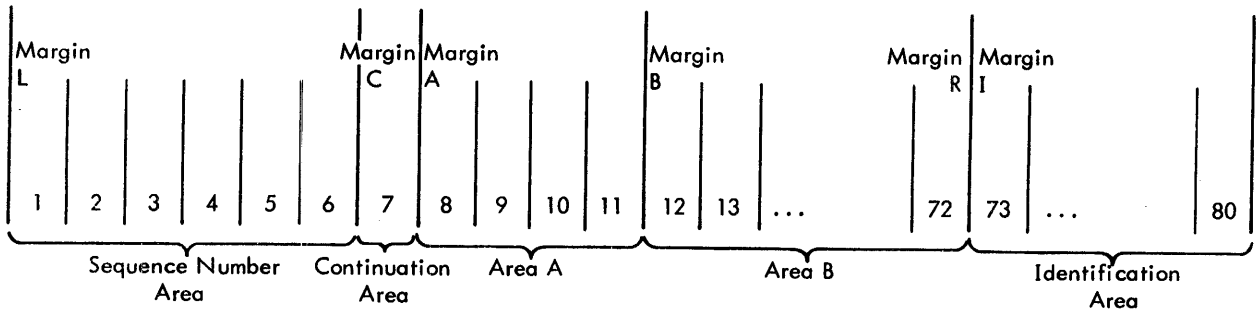 Margin Margin Margin Margin Margin Margin
L C A B R I
1 2 3 4 5 6 7 8 9 10 11 12 13 ... 72 73 ... 80
Sequence Number Continuation Area A Area B Identification
Area Area Area